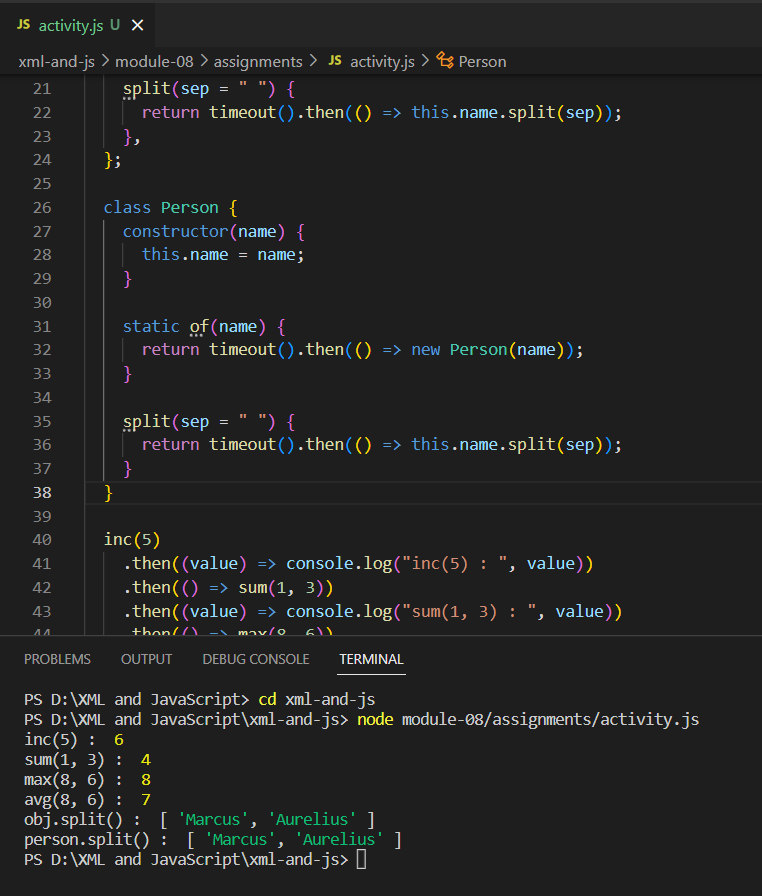 JS activity.js U ×
xml-and-js > module-08 > assignments > JS activity.js > Person
21 split(sep = " ") {
22 return timeout().then(() => this.name.split(sep));
23 },
24 };
25
26 class Person {
27 constructor(name) {
28 this.name = name;
29 }
30
31 static of(name) {
32 return timeout().then(() => new Person(name));
33 }
34
35 split(sep = " ") {
36 return timeout().then(() => this.name.split(sep));
37 }
38 }
39
40 inc(5)
41 .then((value) => console.log("inc(5) : ", value))
42 .then(() => sum(1, 3))
43 .then((value) => console.log("sum(1, 3) : ", value))
44 .then(() => max(8, 6))
PROBLEMS OUTPUT DEBUG CONSOLE TERMINAL
PS D:\XML and JavaScript> cd xml-and-js
PS D:\XML and JavaScript\xml-and-js> node module-08/assignments/activity.js
inc(5) :  6
sum(1, 3) :  4
max(8, 6) :  8
avg(8, 6) :  7
obj.split() :  [ 'Marcus', 'Aurelius' ]
person.split() :  [ 'Marcus', 'Aurelius' ]
PS D:\XML and JavaScript\xml-and-js>